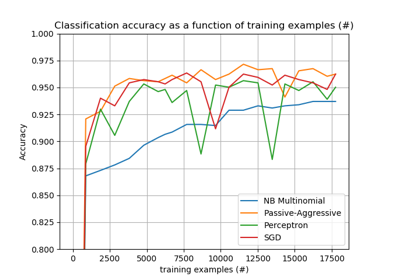 Classification accuracy as a function of training examples (#)
1.000
0.975
0.950
0.925
0.900
0.875
0.850
0.825
0.800
Accuracy
NB Multinomial
Passive-Aggressive
Perceptron
SGD
0 2500 5000 7500 10000 12500 15000 17500
training examples (#)